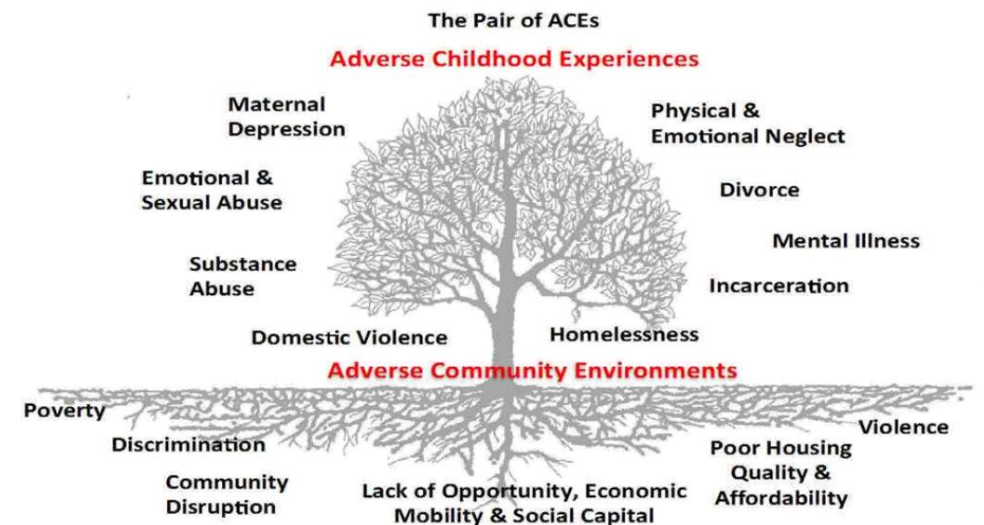 The Pair of ACEs
Adverse Childhood Experiences
Maternal
Depression
Physical &
Emotional Neglect
Emotional &
Sexual Abuse
Divorce
Mental Illness
Substance
Abuse
Incarceration
Domestic Violence
Homelessness
Adverse Community Environments
Poverty
Violence
Discrimination
Poor Housing
Quality &
Affordability
Community
Disruption
Lack of Opportunity, Economic
Mobility & Social Capital